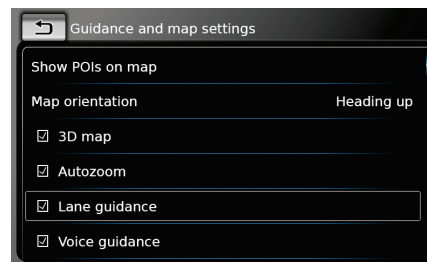 Guidance and map settings
Show POIs on map
Map orientation Heading up
3D map
Autozoom
Lane guidance
Voice guidance